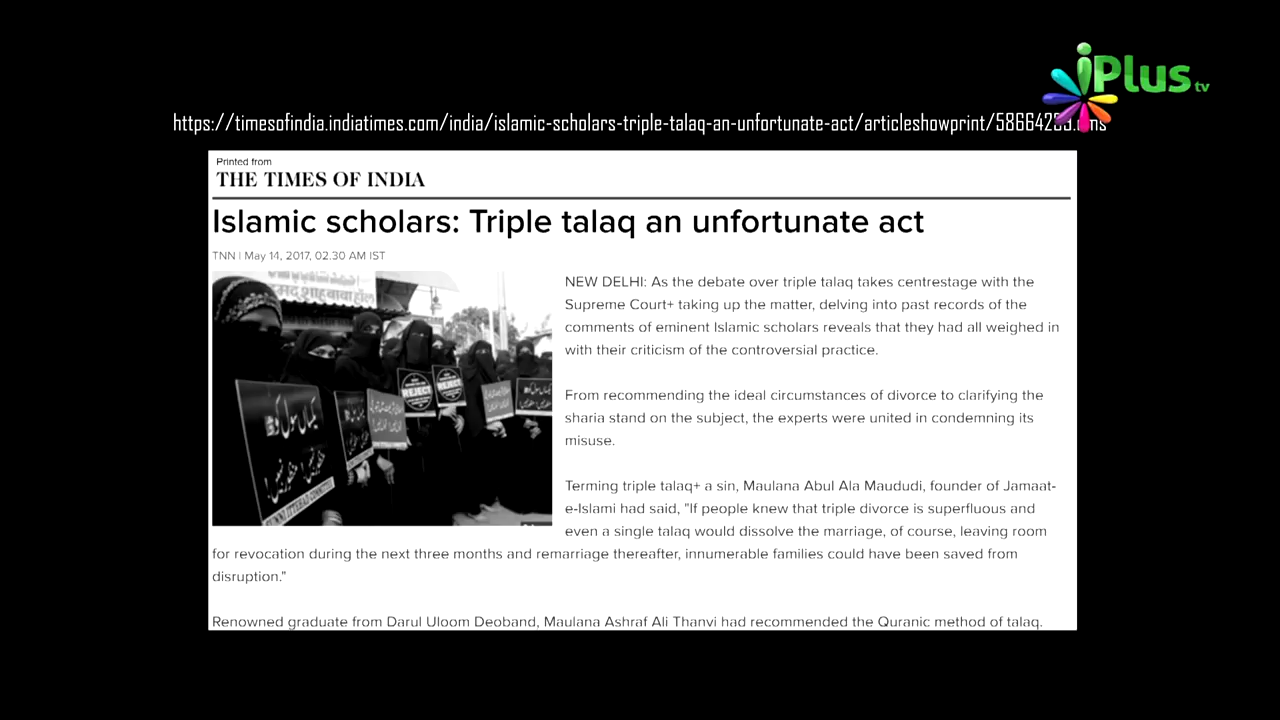 iPlus tv
https://timesofindia.indiatimes.com/india/islamic-scholars-triple-talaq-an-unfortunate-act/articleshowprint/586642
Printed from
THE TIMES OF INDIA
Islamic scholars: Triple talaq an unfortunate act
TNN | May 14, 2017, 02.30 AM IST
REJECT
REJECT
NEW DELHI: As the debate over triple talaq takes centrestage with the
Supreme Court+ taking up the matter, delving into past records of the
comments of eminent Islamic scholars reveals that they had all weighed in
with their criticism of the controversial practice.
From recommending the ideal circumstances of divorce to clarifying the
sharia stand on the subject, the experts were united in condemning its
misuse.
Terming triple talaq+ a sin, Maulana Abul Ala Maududi, founder of Jamaat-
e-Islami had said, "If people knew that triple divorce is superfluous and
even a single talaq would dissolve the marriage, of course, leaving room
for revocation during the next three months and remarriage thereafter, innumerable families could have been saved from
disruption."
Renowned graduate from Darul Uloom Deoband, Maulana Ashraf Ali Thanvi had recommended the Quranic method of talaq.